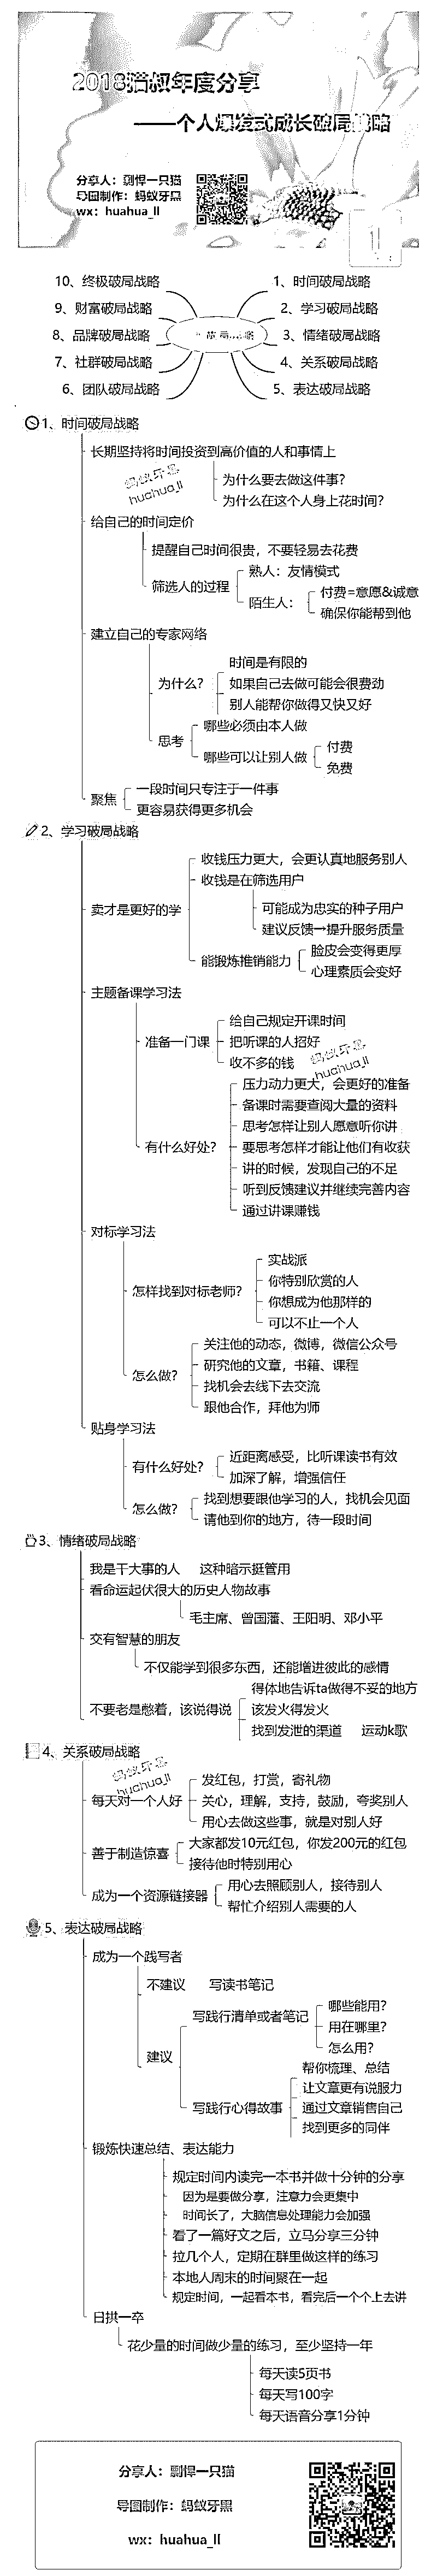 2018猫叔年度分享
——个人爆发式成长破局战略
分享人：剽悍一只猫
导图制作：蚂蚁牙黑
wx：huahua_ll
10、终极破局战略
1、时间破局战略
9、财富破局战略
2、学习破局战略
8、品牌破局战略
3、情绪破局战略
7、社群破局战略
4、关系破局战略
6、团队破局战略
5、表达破局战略
1、时间破局战略
长期坚持将时间投资到高价值的人和事情上
蚂蚁牙黑
huahua_ll
为什么要去做这件事？
为什么在这个人身上花时间？
给自己的时间定价
提醒自己时间很贵，不要轻易去花费
筛选人的过程
熟人：友情模式
陌生人：
付费=意愿&诚意
确保你能帮到他
建立自己的专家网络
为什么？
时间是有限的
如果自己去做可能会很费劲
别人能帮你做得又快又好
思考
哪些必须由本人做
哪些可以让别人做
付费
免费
聚焦
一段时间只专注于一件事
更容易获得更多机会
2、学习破局战略
卖才是更好的学
收钱压力更大，会更认真地服务别人
收钱是在筛选用户
可能成为忠实的种子用户
建议反馈→提升服务质量
能锻炼推销能力
脸皮会变得更厚
心理素质会变好
主题备课学习法
准备一门课
给自己规定开课时间
把听课的人招好
收不多的钱
蚂蚁牙黑
huahua_ll
有什么好处？
压力动力更大，会更好的准备
备课时需要查阅大量的资料
思考怎样让别人愿意听你讲
要思考怎样才能让他们有收获
讲的时候，发现自己的不足
听到反馈建议并继续完善内容
通过讲课赚钱
对标学习法
怎样找到对标老师？
实战派
你特别欣赏的人
你想成为他那样的
可以不止一个人
怎么做？
关注他的动态，微博，微信公众号
研究他的文章，书籍、课程
找机会去线下去交流
跟他合作，拜他为师
贴身学习法
有什么好处？
近距离感受，比听课读书有效
加深了解，增强信任
怎么做？
找到想要跟他学习的人，找机会见面
请他到你的地方，待一段时间
3、情绪破局战略
我是干大事的人 这种暗示挺管用
看命运起伏很大的历史人物故事
毛主席、曾国藩、王阳明、邓小平
交有智慧的朋友
不仅能学到很多东西，还能增进彼此的感情
不要老是憋着，该说得说
得体地告诉ta做得不妥的地方
该发火得发火
找到发泄的渠道 运动k歌
4、关系破局战略
蚂蚁牙黑
huahua_ll
每天对一个人好
发红包，打赏，寄礼物
关心，理解，支持，鼓励，夸奖别人
用心去做这些事，就是对别人好
善于制造惊喜
大家都发10元红包，你发200元的红包
接待他时特别用心
成为一个资源链接器
用心去照顾别人，接待别人
帮忙介绍别人需要的人
5、表达破局战略
成为一个践写者
不建议 写读书笔记
建议
写践行清单或者笔记
哪些能用？
用在哪里？
怎么用？
写践行心得故事
帮你梳理、总结
让文章更有说服力
通过文章销售自己
找到更多的同伴
锻炼快速总结、表达能力
规定时间内读完一本书并做十分钟的分享
因为是要做分享，注意力会更集中
时间长了，大脑信息处理能力会加强
看了一篇好文之后，立马分享三分钟
拉几个人，定期在群里做这样的练习
本地人周末的时间聚在一起
规定时间，一起看本书，看完后一个个上去讲
日拱一卒
花少量的时间做少量的练习，至少坚持一年
每天读5页书
每天写100字
每天语音分享1分钟
分享人：剽悍一只猫
导图制作：蚂蚁牙黑
wx：huahua_ll